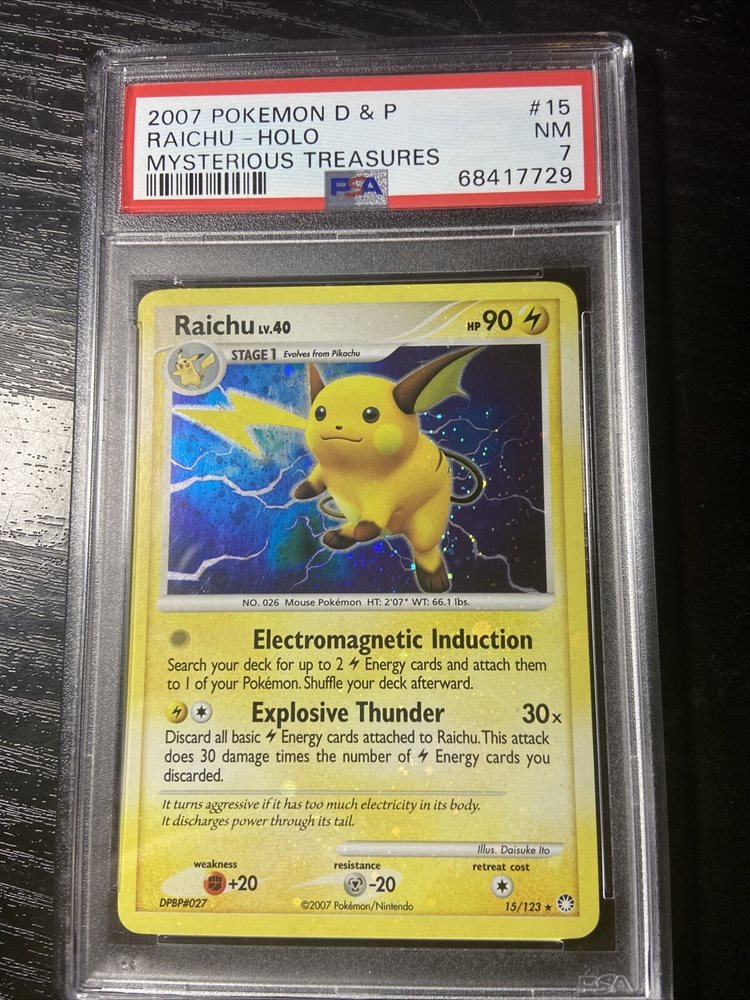 2007 POKEMON D & P #15
RAICHU - HOLO NM
MYSTERIOUS TREASURES 7
PSA 68417729
Raichu LV.40 HP 90
STAGE 1 Evolves from Pikachu
NO. 026 Mouse Pokémon HT: 2'07" WT: 66.1 lbs.
Electromagnetic Induction
Search your deck for up to 2 Energy cards and attach them
to 1 of your Pokémon. Shuffle your deck afterward.
Explosive Thunder 30x
Discard all basic Energy cards attached to Raichu. This attack
does 30 damage times the number of Energy cards you
discarded.
It turns aggressive if it has too much electricity in its body.
It discharges power through its tail.
Illus. Daisuke Ito
weakness resistance retreat cost
+20 -20
DPBP#027 ©2007 Pokémon/Nintendo 15/123
PSA